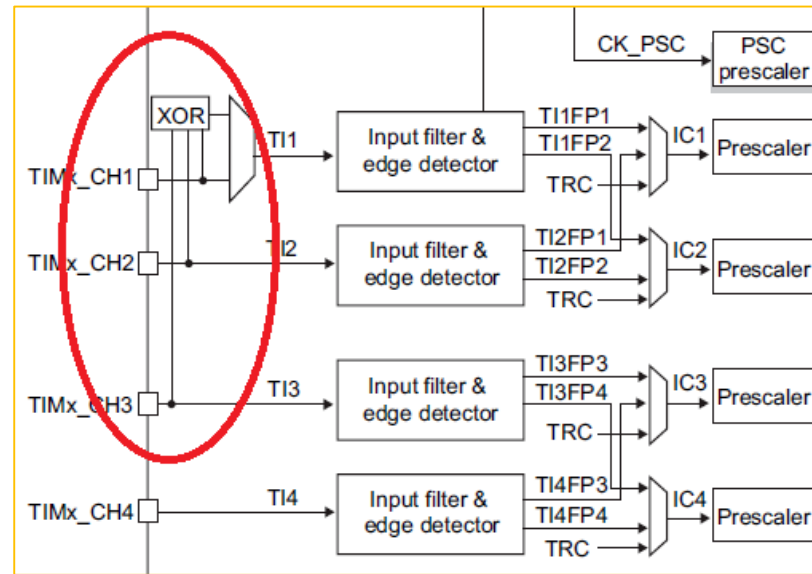 CK_PSC
PSC
prescaler
XOR
TI1
Input filter &
edge detector
TI1FP1
TI1FP2
TRC
IC1
Prescaler
TIMx_CH1
TIMx_CH2
TI2
Input filter &
edge detector
TI2FP1
TI2FP2
TRC
IC2
Prescaler
TIMx_CH3
TI3
Input filter &
edge detector
TI3FP3
TI3FP4
TRC
IC3
Prescaler
TIMx_CH4
TI4
Input filter &
edge detector
TI4FP3
TI4FP4
TRC
IC4
Prescaler